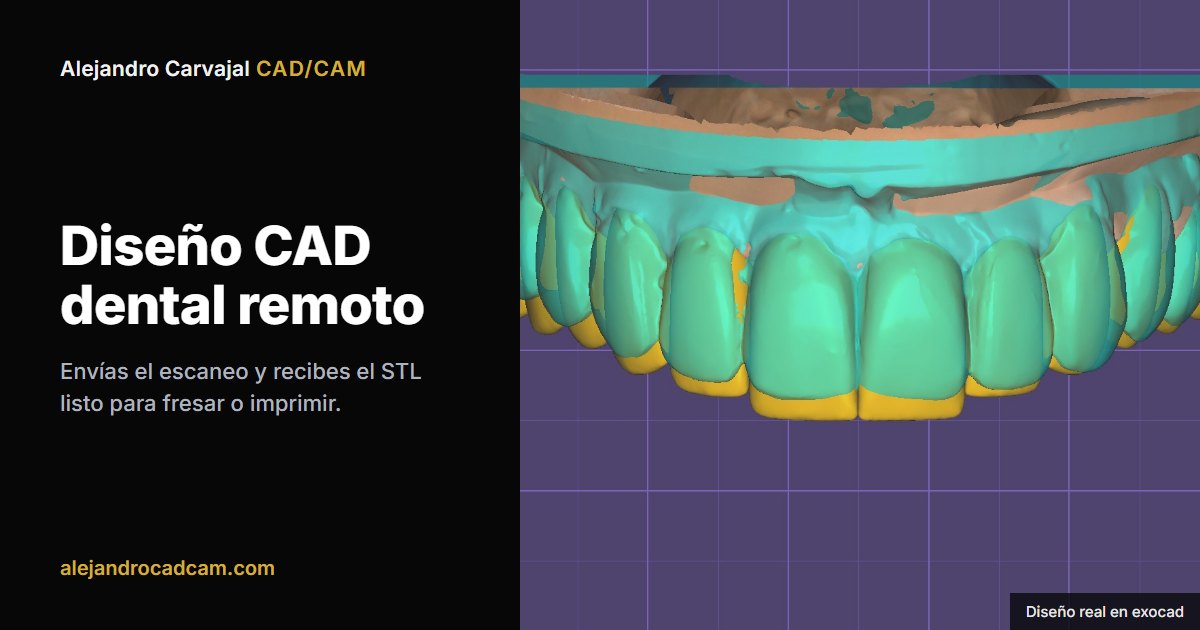 Alejandro Carvajal CAD/CAM
Diseño CAD
dental remoto
Envías el escaneo y recibes el STL
listo para fresar o imprimir.
alejandrocadcam.com
Diseño real en exocad